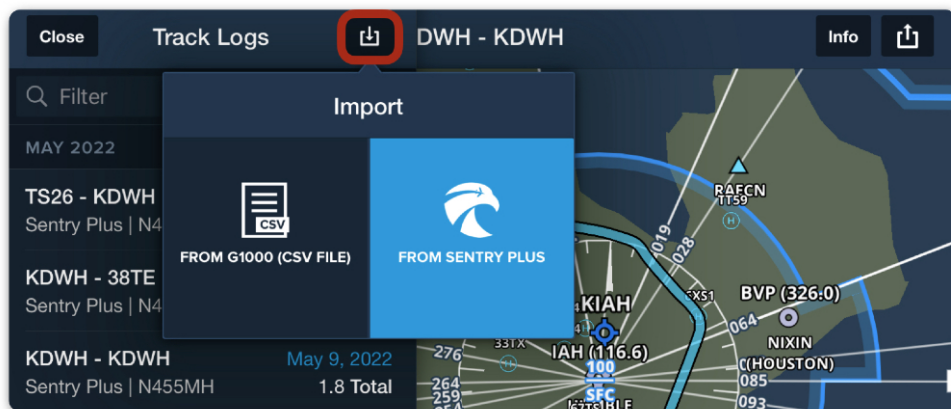 Close
Track Logs
DWH - KDWH
Info
Filter
Import
MAY 2022
TS26 - KDWH
Sentry Plus | N4
CSV
FROM G1000 (CSV FILE)
FROM SENTRY PLUS
KDWH - 38TE
Sentry Plus | N4
KDWH - KDWH
May 9, 2022
Sentry Plus | N455MH
1.8 Total
TT59
H
019
028
KIAH
BVP (326.0)
064
NIXIN
(HOUSTON)
33TX
H
276
IAH (116.6)
100
SFC
264
259
085
093